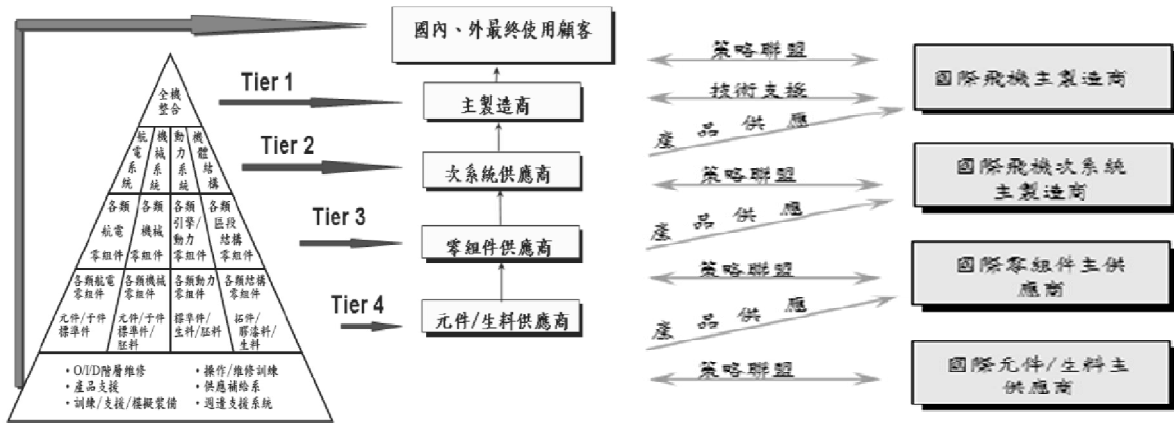 全機
整合
航電系統
機械系統
動力系統
機體結構
各類
航電
零組件
各類
機械
零組件
各類
引擎/
動力
零組件
各類
區段
結構
零組件
各類航電
零組件
各類機械
零組件
各類動力
零組件
各類結構
零組件
元件/子件
標準件
元件/子件
標準件/
胚料
標準件/
生料/胚料
拓件/
膠漆料/
生料
・O/I/D階層維修
・產品支援
・訓練/支援/模擬裝備
・操作/維修訓練
・供應補給系
・週邊支援系統
Tier 1
Tier 2
Tier 3
Tier 4
國內、外最終使用顧客
主製造商
次系統供應商
零組件供應商
元件/生料供應商
策略聯盟
技術支援
產品供應
策略聯盟
產品供應
策略聯盟
產品供應
策略聯盟
國際飛機主製造商
國際飛機次系統
主製造商
國際零組件主供
應商
國際元件/生料主
供應商